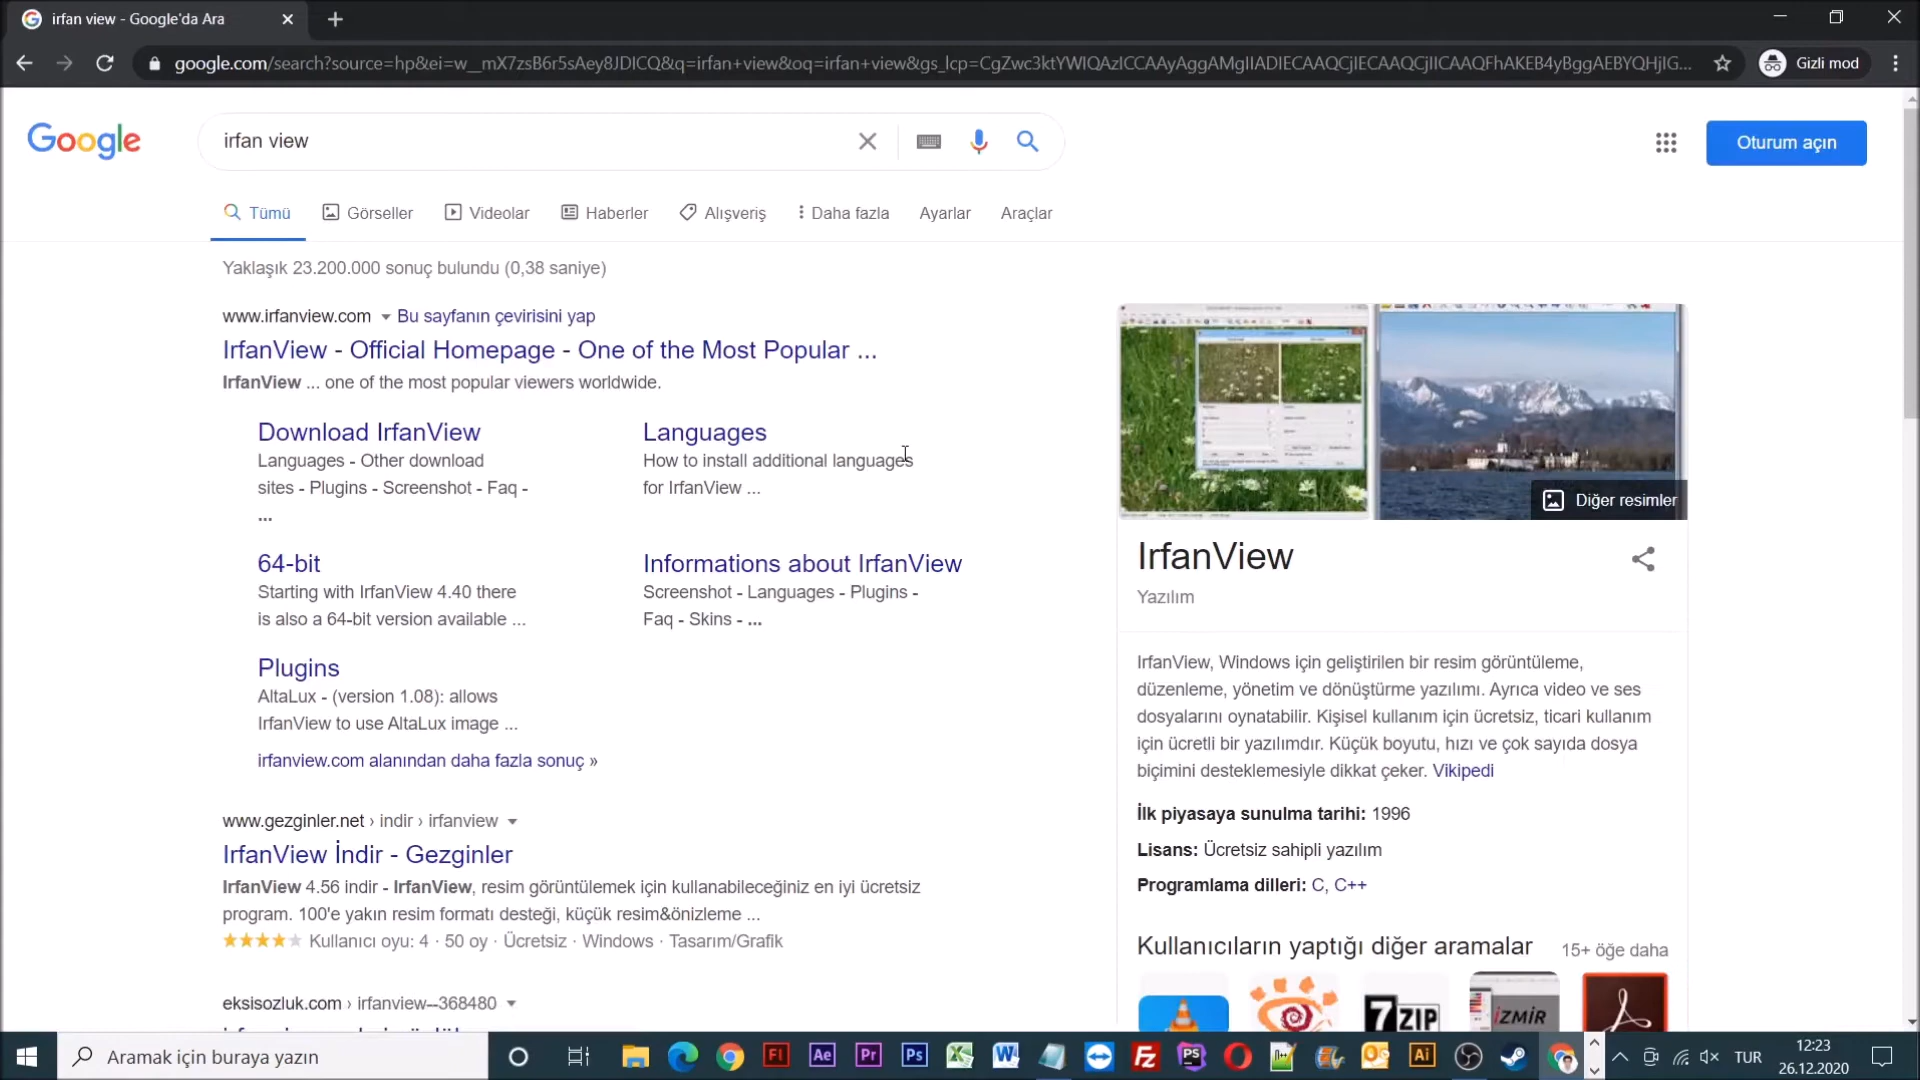 irfan view - Google'da Ara
google.com/search?source=hp&ei=w__mX7zsB6r5sAey8JDICQ&q=irfan+view&oq=irfan+view&gs_lcp=CgZwc3ktYWIQAzICCAAyAggAMgIIADIECAAQCjIECAAQCjIICAAQFhAKEB4yBggAEBYQHjIG...
Gizli mod
Google
irfan view
Oturum açın
Tümü
Görseller
Videolar
Haberler
Alışveriş
Daha fazla
Ayarlar
Araçlar
Yaklaşık 23.200.000 sonuç bulundu (0,38 saniye)
www.irfanview.com Bu sayfanın çevirisini yap
IrfanView - Official Homepage - One of the Most Popular ...
IrfanView ... one of the most popular viewers worldwide.
Download IrfanView
Languages - Other download
sites - Plugins - Screenshot - Faq -
...
Languages
How to install additional languages
for IrfanView ...
64-bit
Starting with IrfanView 4.40 there
is also a 64-bit version available ...
Informations about IrfanView
Screenshot - Languages - Plugins -
Faq - Skins - ...
Plugins
AltaLux - (version 1.08): allows
IrfanView to use AltaLux image ...
irfanview.com alanından daha fazla sonuç »
www.gezginler.net › indir › irfanview
IrfanView İndir - Gezginler
IrfanView 4.56 indir - IrfanView, resim görüntülemek için kullanabileceğiniz en iyi ücretsiz
program. 100'e yakın resim formatı desteği, küçük resim&önizleme ...
Kullanıcı oyu: 4 · 50 oy · Ücretsiz · Windows · Tasarım/Grafik
eksisozluk.com › irfanview--368480
Diğer resimler
IrfanView
Yazılım
IrfanView, Windows için geliştirilen bir resim görüntüleme,
düzenleme, yönetim ve dönüştürme yazılımı. Ayrıca video ve ses
dosyalarını oynatabilir. Kişisel kullanım için ücretsiz, ticari kullanım
için ücretli bir yazılımdır. Küçük boyutu, hızı ve çok sayıda dosya
biçimini desteklemesiyle dikkat çeker. Vikipedi
İlk piyasaya sunulma tarihi: 1996
Lisans: Ücretsiz sahipli yazılım
Programlama dilleri: C, C++
Kullanıcıların yaptığı diğer aramalar
15+ öğe daha
7ZIP
İZMİR
Aramak için buraya yazın
Fl
Ae
Pr
Ps
Fz
PS
Ai
TUR
12:23
26.12.2020